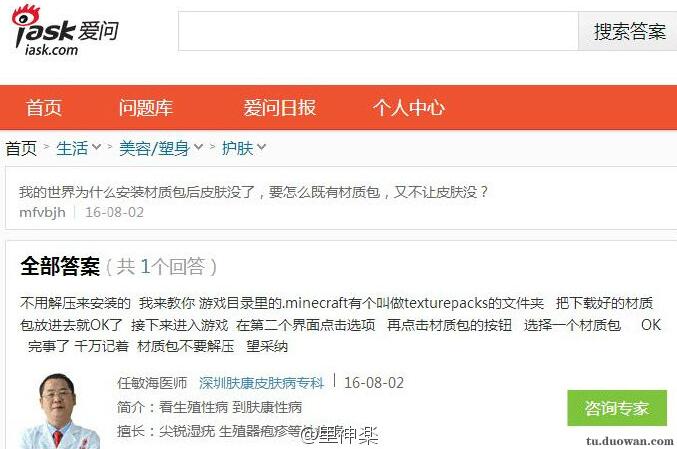 iask爱问
iask.com
搜索答案
首页 问题库 爱问日报 个人中心
首页 > 生活 > 美容/塑身 > 护肤
我的世界为什么安装材质包后皮肤没了，要怎么既有材质包，又不让皮肤没？
mfvbjh 16-08-02
全部答案 ( 共 1个回答 )
不用解压来安装的 我来教你 游戏目录里的.minecraft有个叫做texturepacks的文件夹 把下载好的材质
包放进去就OK了 接下来进入游戏 在第二个界面点击选项 再点击材质包的按钮 选择一个材质包 OK
完事了 千万记着 材质包不要解压 望采纳
任敏海医师 深圳肤康皮肤病专科 16-08-02
简介：看生殖性病 到肤康性病
咨询专家
擅长：尖锐湿疣 生殖器疱疹等
@里神楽
tu.duowan.com